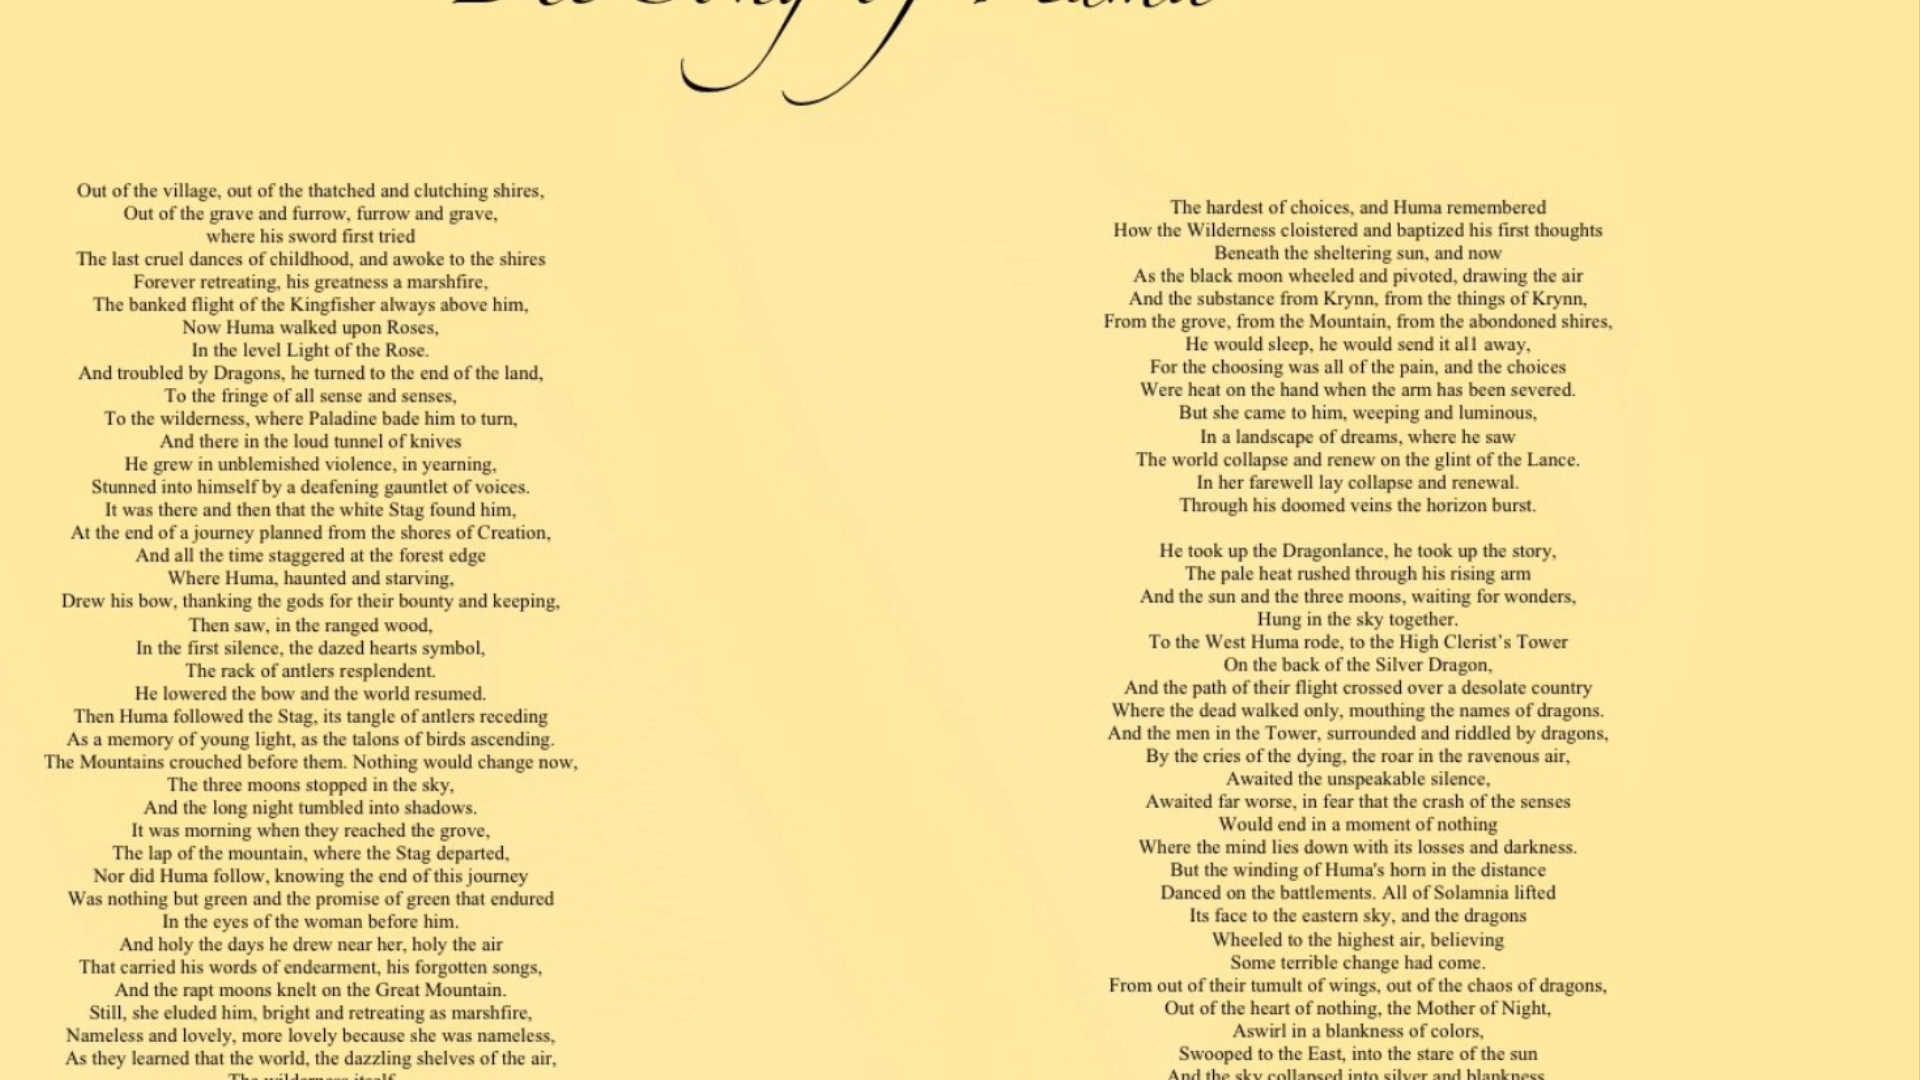 Song of Huma
Out of the village, out of the thatched and clutching shires,
Out of the grave and furrow, furrow and grave,
where his sword first tried
The last cruel dances of childhood, and awoke to the shires
Forever retreating, his greatness a marshfire,
The banked flight of the Kingfisher always above him,
Now Huma walked upon Roses,
In the level Light of the Rose.
And troubled by Dragons, he turned to the end of the land,
To the fringe of all sense and senses,
To the wilderness, where Paladine bade him to turn,
And there in the loud tunnel of knives
He grew in unblemished violence, in yearning,
Stunned into himself by a deafening gauntlet of voices.
It was there and then that the white Stag found him,
At the end of a journey planned from the shores of Creation,
And all the time staggered at the forest edge
Where Huma, haunted and starving,
Drew his bow, thanking the gods for their bounty and keeping,
Then saw, in the ranged wood,
In the first silence, the dazed hearts symbol,
The rack of antlers resplendent.
He lowered the bow and the world resumed.
Then Huma followed the Stag, its tangle of antlers receding
As a memory of young light, as the talons of birds ascending.
The Mountains crouched before them. Nothing would change now,
The three moons stopped in the sky,
And the long night tumbled into shadows.
It was morning when they reached the grove,
The lap of the mountain, where the Stag departed,
Nor did Huma follow, knowing the end of this journey
Was nothing but green and the promise of green that endured
In the eyes of the woman before him.
And holy the days he drew near her, holy the air
That carried his words of endearment, his forgotten songs,
And the rapt moons knelt on the Great Mountain.
Still, she eluded him, bright and retreating as marshfire,
Nameless and lovely, more lovely because she was nameless,
As they learned that the world, the dazzling shelves of the air,
The wilderness itself
The hardest of choices, and Huma remembered
How the Wilderness cloistered and baptized his first thoughts
Beneath the sheltering sun, and now
As the black moon wheeled and pivoted, drawing the air
And the substance from Krynn, from the things of Krynn,
From the grove, from the Mountain, from the abondoned shires,
He would sleep, he would send it al1 away,
For the choosing was all of the pain, and the choices
Were heat on the hand when the arm has been severed.
But she came to him, weeping and luminous,
In a landscape of dreams, where he saw
The world collapse and renew on the glint of the Lance.
In her farewell lay collapse and renewal.
Through his doomed veins the horizon burst.
He took up the Dragonlance, he took up the story,
The pale heat rushed through his rising arm
And the sun and the three moons, waiting for wonders,
Hung in the sky together.
To the West Huma rode, to the High Clerist's Tower
On the back of the Silver Dragon,
And the path of their flight crossed over a desolate country
Where the dead walked only, mouthing the names of dragons.
And the men in the Tower, surrounded and riddled by dragons,
By the cries of the dying, the roar in the ravenous air,
Awaited the unspeakable silence,
Awaited far worse, in fear that the crash of the senses
Would end in a moment of nothing
Where the mind lies down with its losses and darkness.
But the winding of Huma's horn in the distance
Danced on the battlements. All of Solamnia lifted
Its face to the eastern sky, and the dragons
Wheeled to the highest air, believing
Some terrible change had come.
From out of their tumult of wings, out of the chaos of dragons,
Out of the heart of nothing, the Mother of Night,
Aswirl in a blankness of colors,
Swooped to the East, into the stare of the sun
And the sky collapsed into silver and blankness.